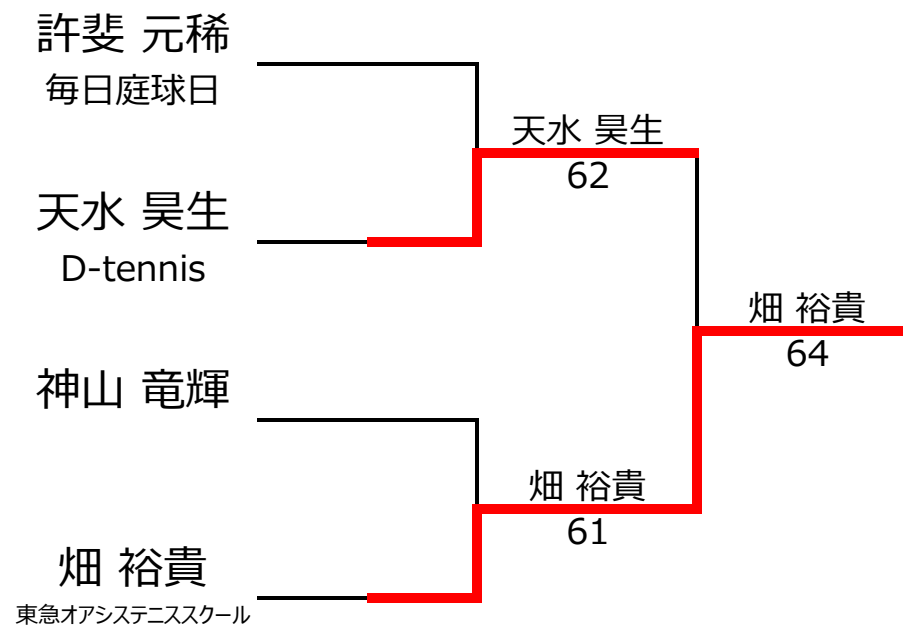 許斐 元稀
毎日庭球日
天水 昊生
62
天水 昊生
D-tennis
畑 裕貴
64
神山 竜輝
畑 裕貴
61
畑 裕貴
東急オアシステニススクール